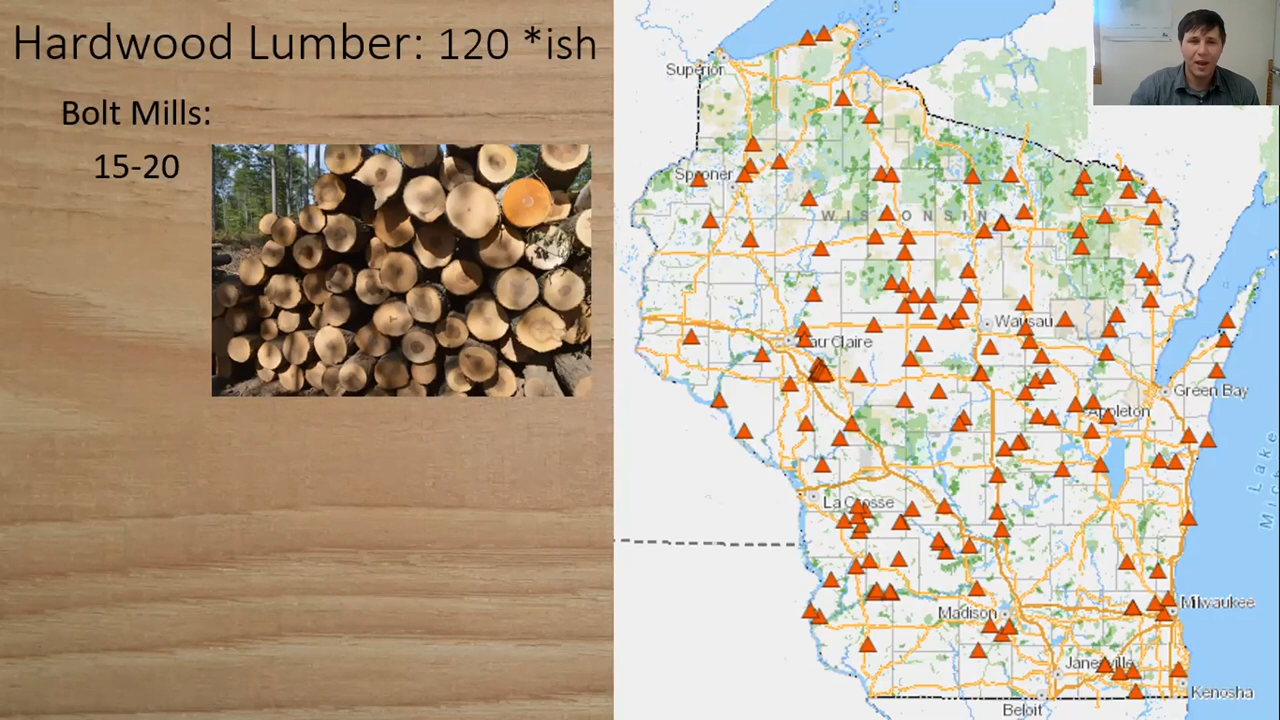 Hardwood Lumber: 120 *ish
Bolt Mills:
15-20
Superior
Spooner
WISCONSIN
Wausau
Eau Claire
Green Bay
Appleton
La Crosse
Lake
Madison
Milwaukee
Janesville
Kenosha
Beloit